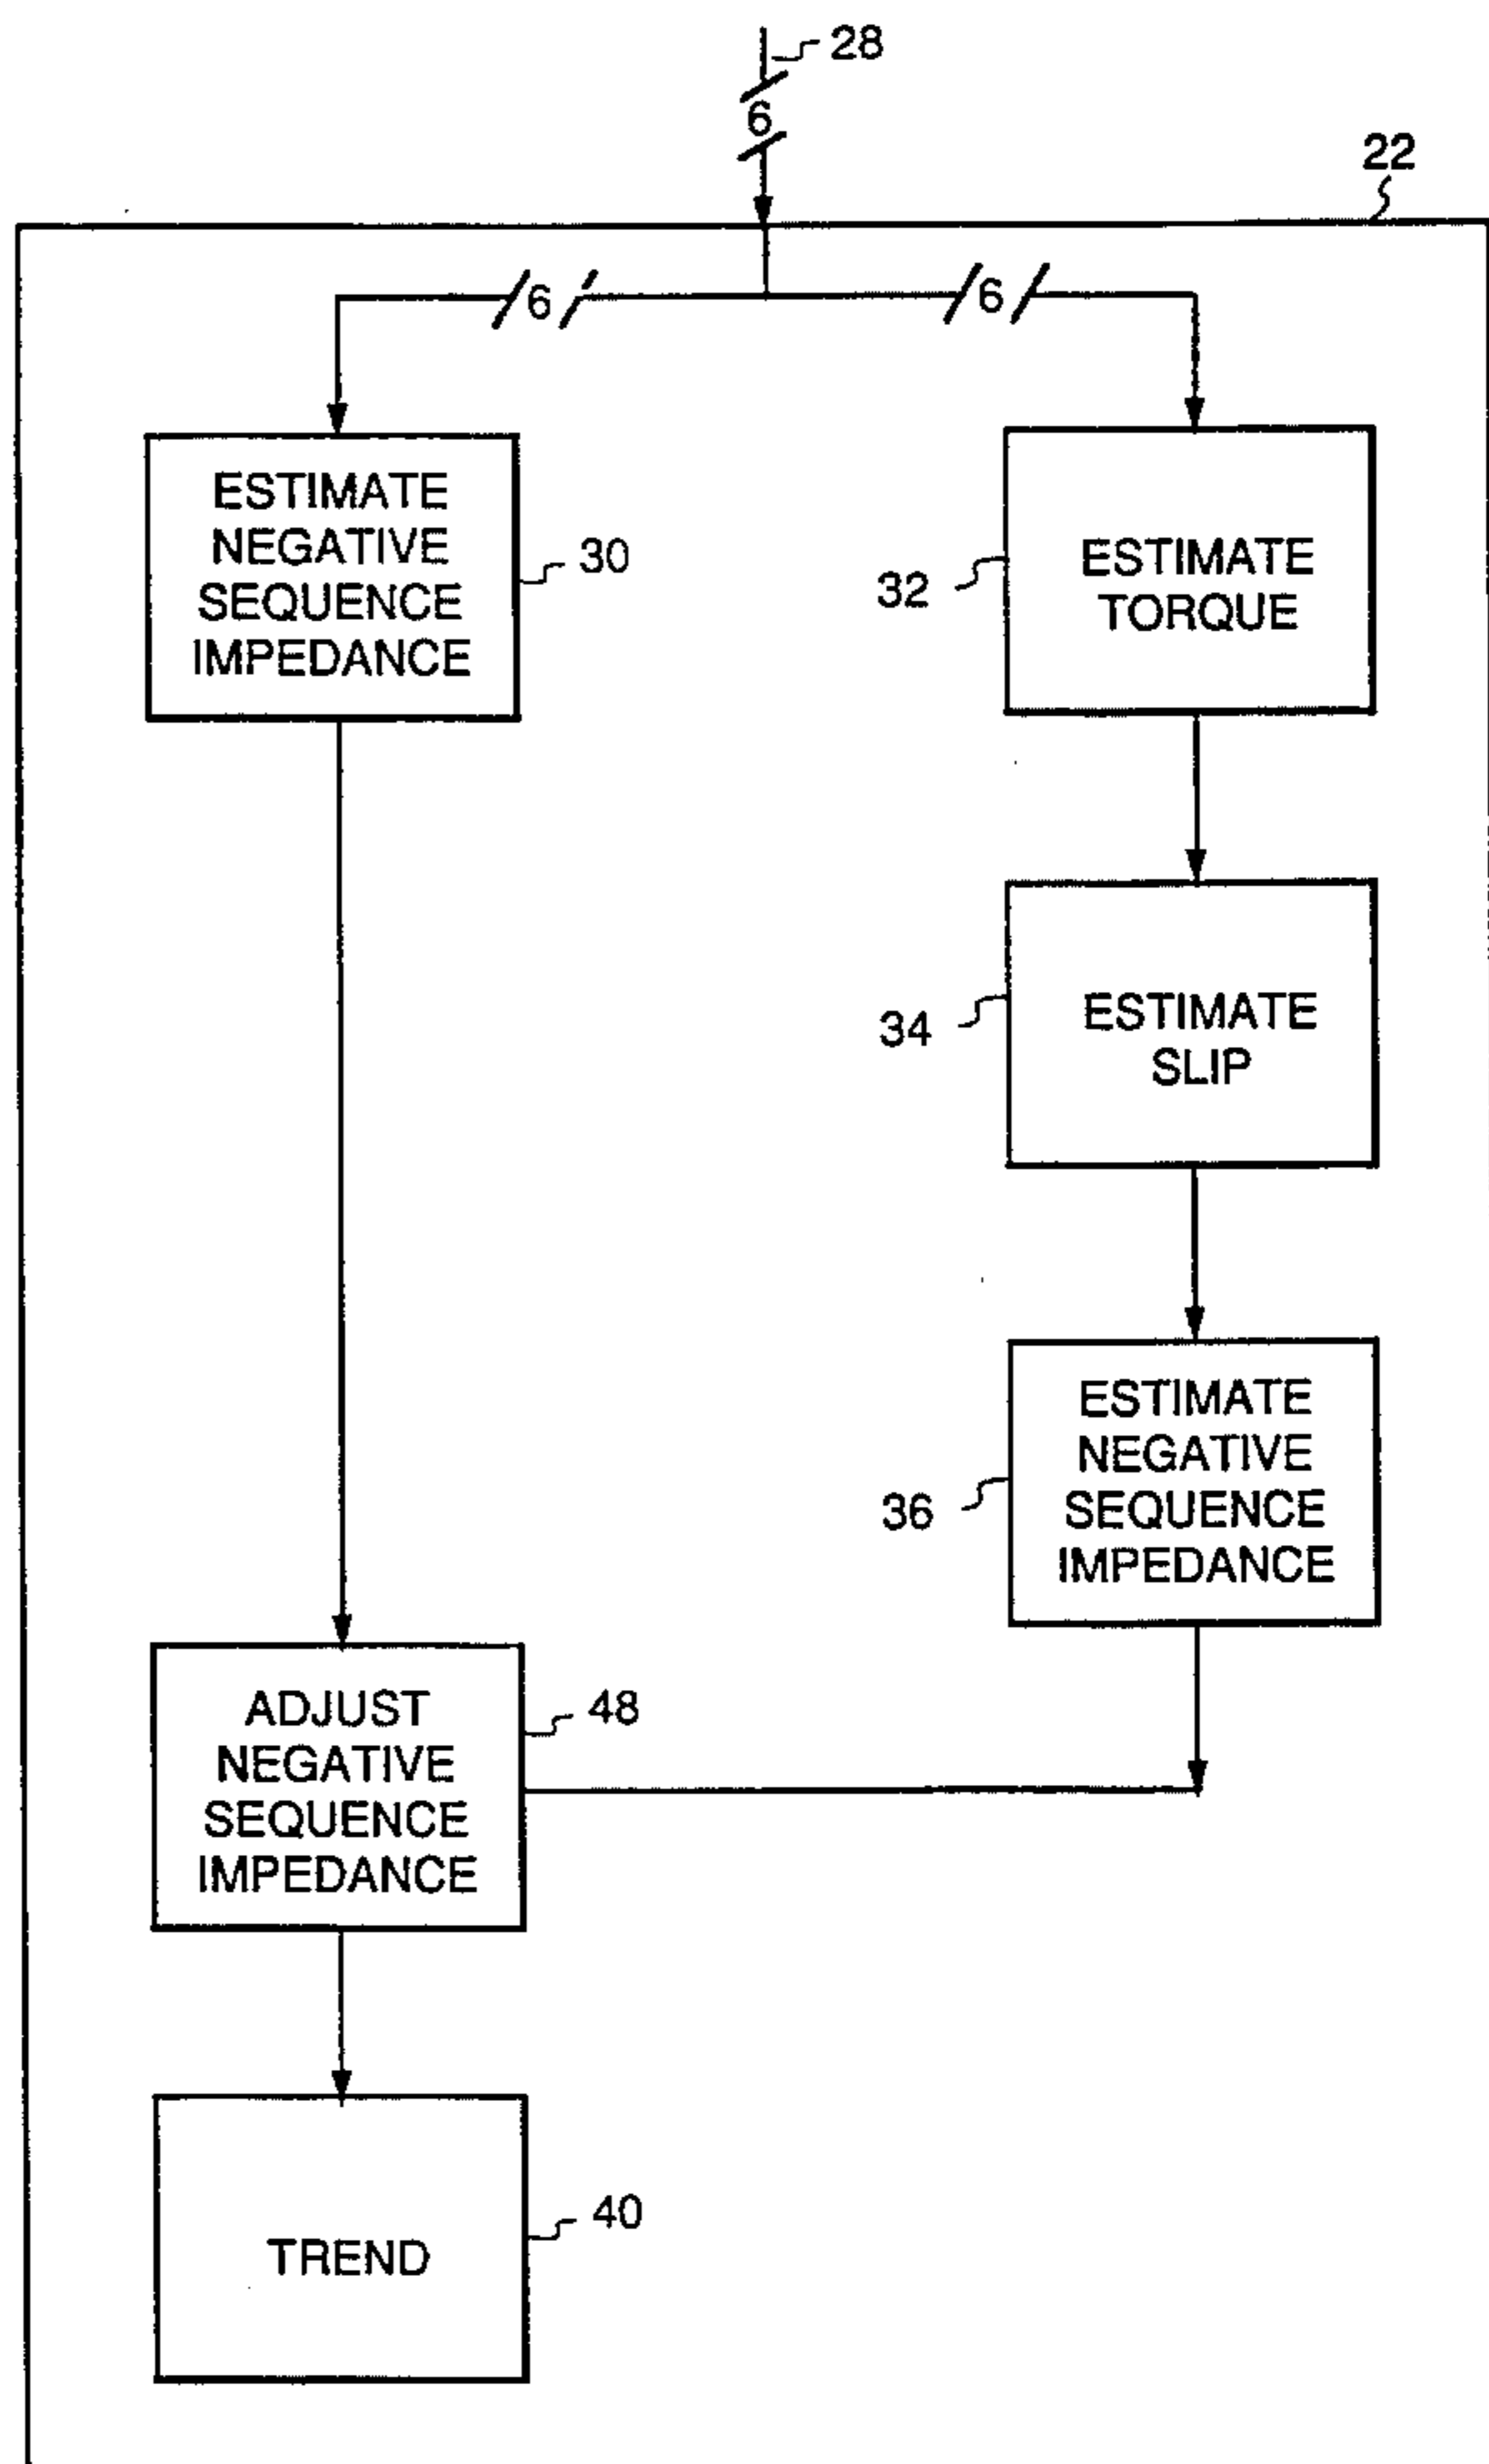 28
6
22
6
6
ESTIMATE
NEGATIVE
SEQUENCE
IMPEDANCE
30
32
ESTIMATE
TORQUE
34
ESTIMATE
SLIP
36
ESTIMATE
NEGATIVE
SEQUENCE
IMPEDANCE
ADJUST
NEGATIVE
SEQUENCE
IMPEDANCE
48
TREND
40